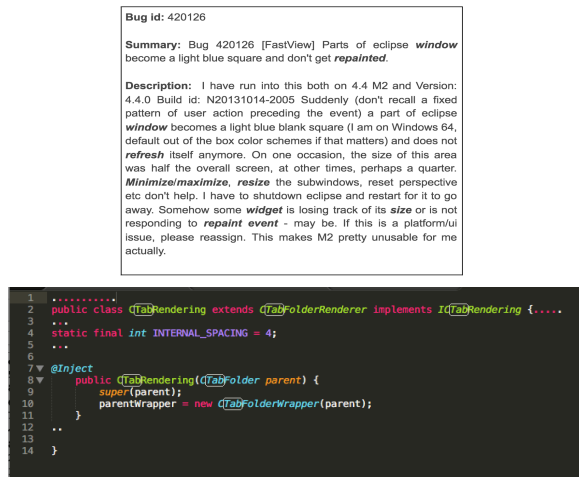 Bug id: 420126
Summary: Bug 420126 [FastView] Parts of eclipse window
become a light blue square and don't get repainted.
Description: I have run into this both on 4.4 M2 and Version:
4.4.0 Build id: N20131014-2005 Suddenly (don't recall a fixed
pattern of user action preceding the event) a part of eclipse
window becomes a light blue blank square (I am on Windows 64,
default out of the box color schemes if that matters) and does not
refresh itself anymore. On one occasion, the size of this area
was half the overall screen, at other times, perhaps a quarter.
Minimize/maximize, resize the subwindows, reset perspective
etc don't help. I have to shutdown eclipse and restart for it to go
away. Somehow some widget is losing track of its size or is not
responding to repaint event - may be. If this is a platform/ui
issue, please reassign. This makes M2 pretty unusable for me
actually.
1 ..........
2 public class CTabRendering extends CTabFolderRenderer implements ICTabRendering {.....
3 ...
4 static final int INTERNAL_SPACING = 4;
5 ...
6
7 @Inject
8 public CTabRendering(CTabFolder parent) {
9 super(parent);
10 parentWrapper = new CTabFolderWrapper(parent);
11 }
12 ..
13
14 }